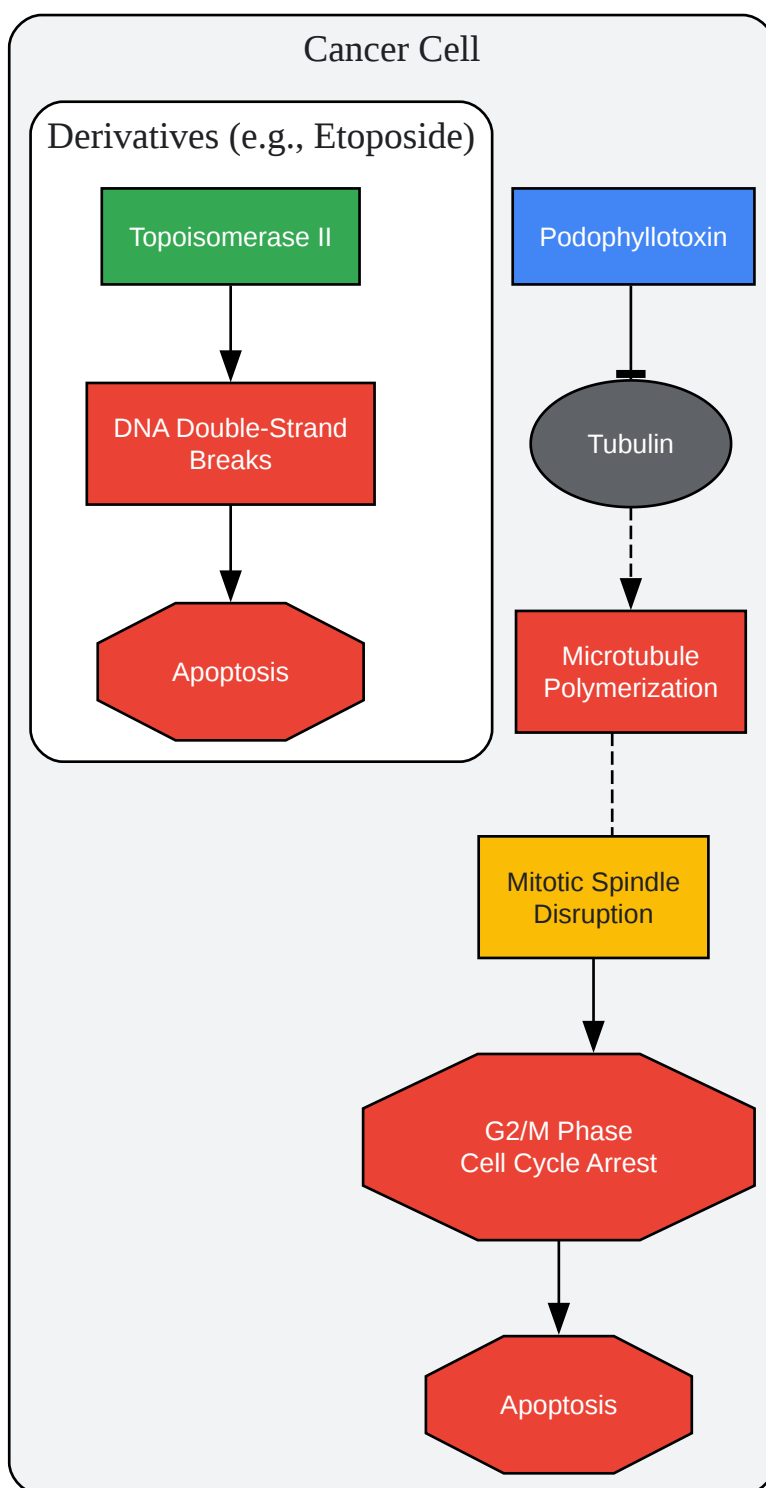 Cancer Cell
Derivatives (e.g., Etoposide)
Topoisomerase II
DNA Double-Strand
Breaks
Apoptosis
Podophyllotoxin
Tubulin
Microtubule
Polymerization
Mitotic Spindle
Disruption
G2/M Phase
Cell Cycle Arrest
Apoptosis